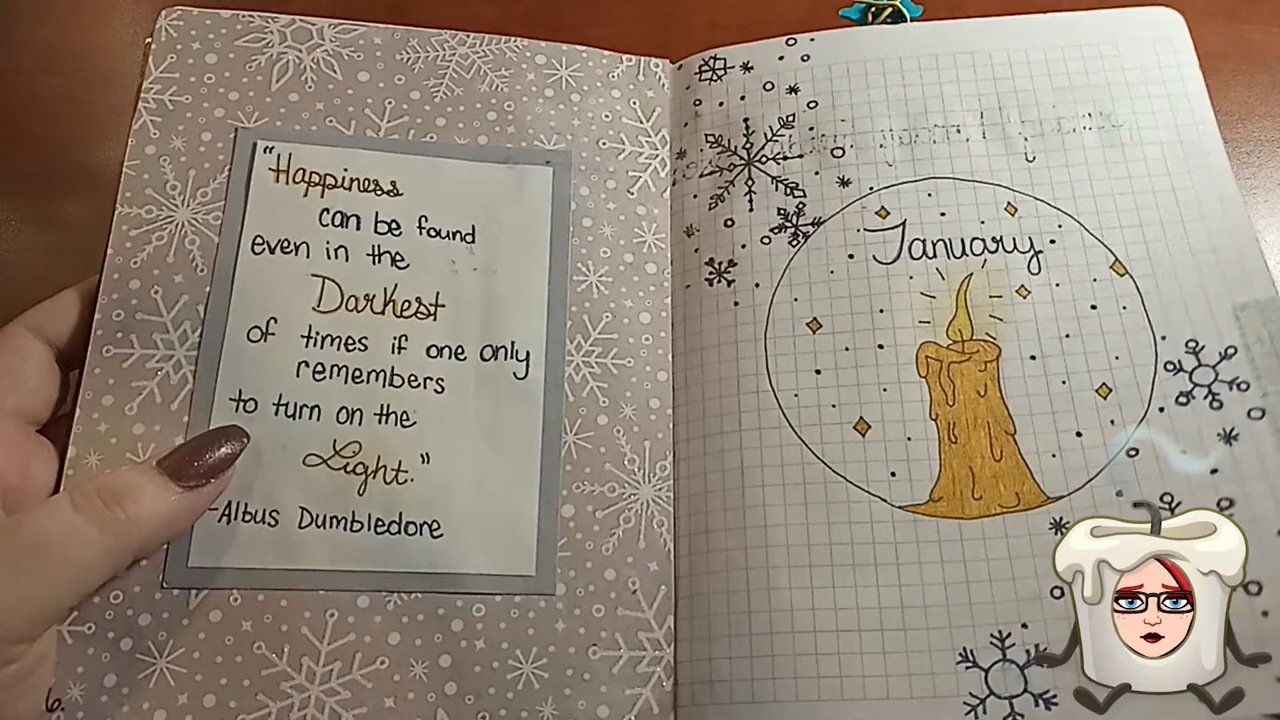 "Happiness
can be found
even in the
Darkest
of times if one only
remembers
to turn on the
Light."
-Albus Dumbledore
6.
January